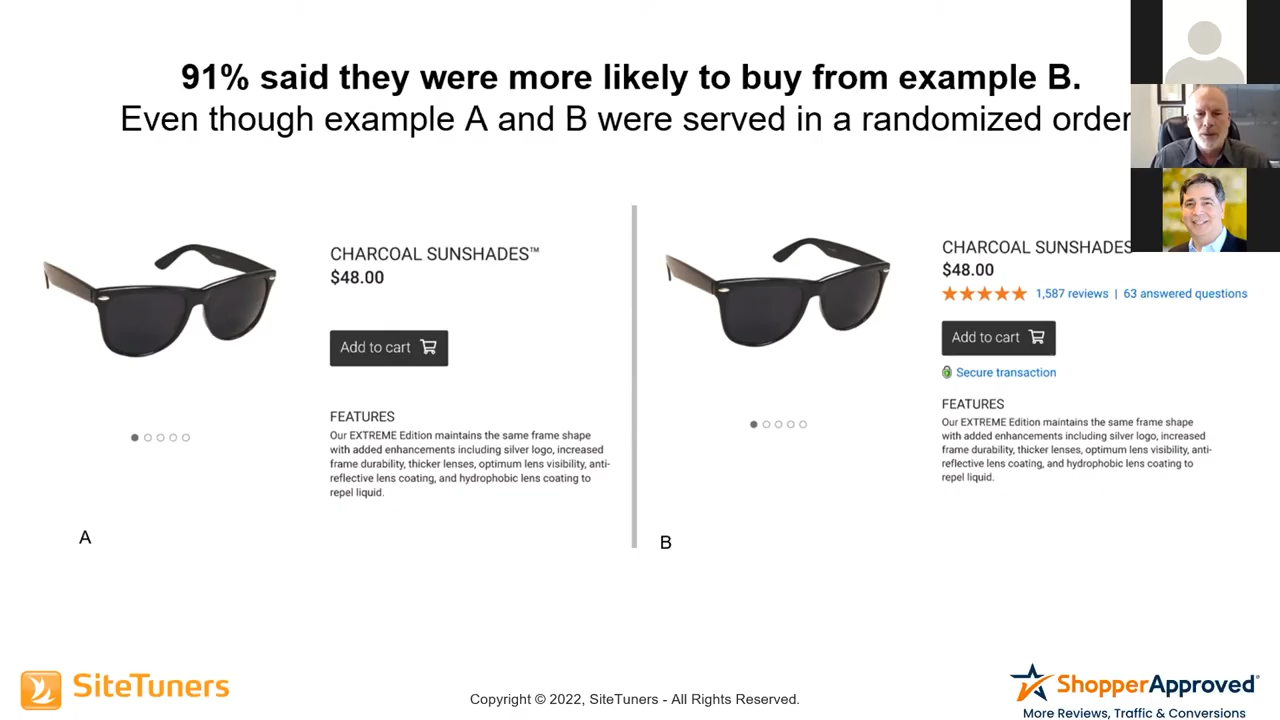 91% said they were more likely to buy from example B.
Even though example A and B were served in a randomized order
CHARCOAL SUNSHADES™
$48.00
Add to cart
FEATURES
Our EXTREME Edition maintains the same frame shape
with added enhancements including silver logo, increased
frame durability, thicker lenses, optimum lens visibility, anti-
reflective lens coating, and hydrophobic lens coating to
repel liquid.
A
CHARCOAL SUNSHADES
$48.00
1,587 reviews | 63 answered questions
Add to cart
Secure transaction
FEATURES
Our EXTREME Edition maintains the same frame shape
with added enhancements including silver logo, increased
frame durability, thicker lenses, optimum lens visibility, anti-
reflective lens coating, and hydrophobic lens coating to
repel liquid.
B
SiteTuners
Copyright © 2022, SiteTuners - All Rights Reserved.
ShopperApproved
More Reviews, Traffic & Conversions